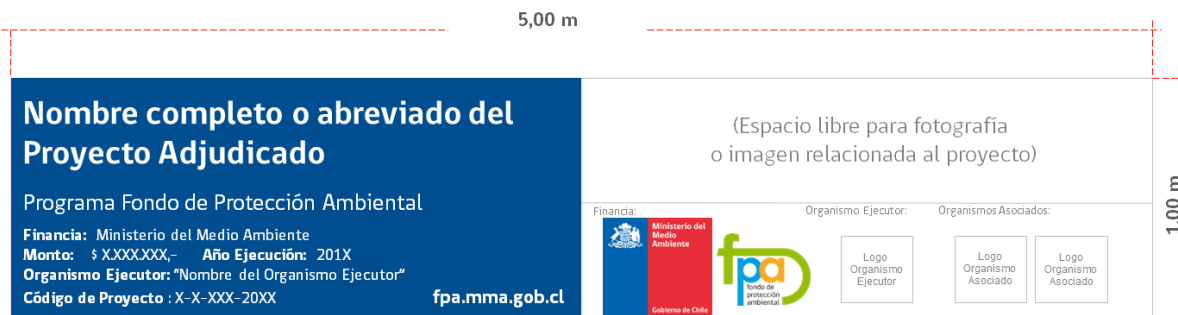 5,00 m
Nombre completo o abreviado del
Proyecto Adjudicado
Programa Fondo de Protección Ambiental
Financia: Ministerio del Medio Ambiente
Monto: $ X.XXX.XXX,- Año Ejecución: 201X
Organismo Ejecutor: "Nombre del Organismo Ejecutor"
Código de Proyecto : X-X-XXX-20XX
fpa.mma.gob.cl
(Espacio libre para fotografía
o imagen relacionada al proyecto)
Financia:
Ministerio del
Medio
Ambiente
Gobierno de Chile
fpa
fondo de
protección
ambiental
Organismo Ejecutor:
Logo
Organismo
Ejecutor
Organismos Asociados:
Logo
Organismo
Asociado
Logo
Organismo
Asociado
1,00 m